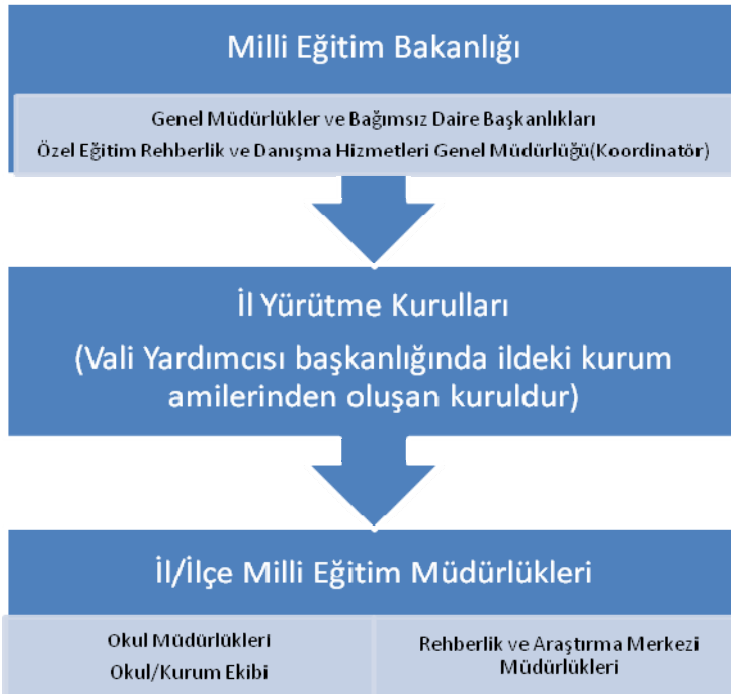 Milli Eğitim Bakanlığı
Genel Müdürlükler ve Bağımsız Daire Başkanlıkları
Özel Eğitim Rehberlik ve Danışma Hizmetleri Genel Müdürlüğü(Koordinatör)
İl Yürütme Kurulları
(Vali Yardımcısı başkanlığında ildeki kurum
amilerinden oluşan kuruldur)
İl/İlçe Milli Eğitim Müdürlükleri
Okul Müdürlükleri
Okul/Kurum Ekibi
Rehberlik ve Araştırma Merkezi
Müdürlükleri